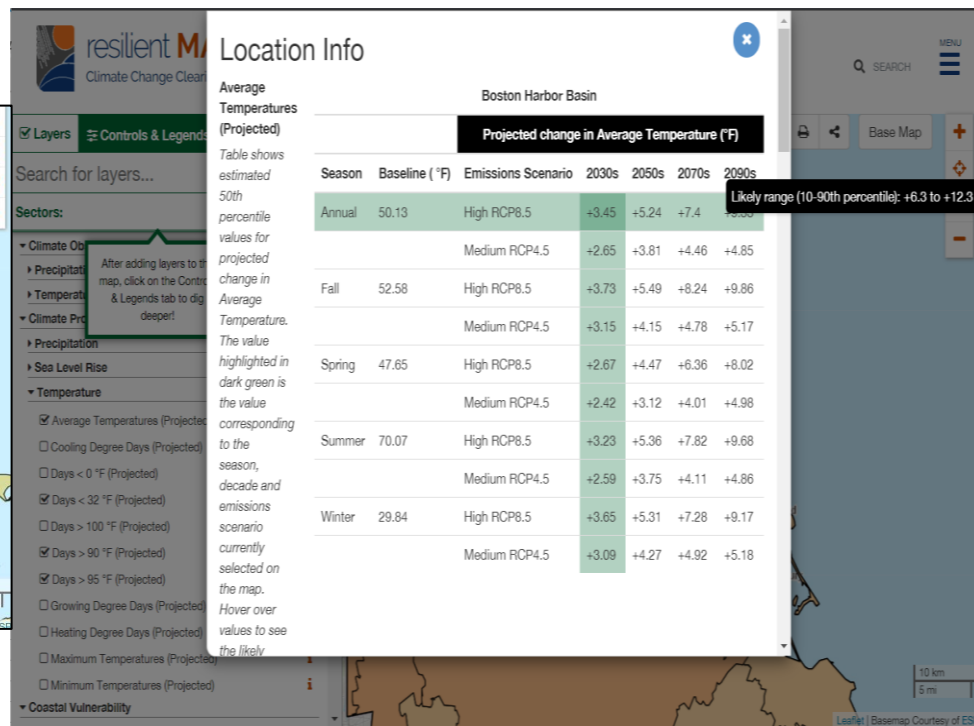 resilient MA
Climate Change Cleari
SEARCH
MENU
Layers
Controls & Legends
Base Map
Search for layers...
Sectors:
Climate Ob
Precipitati
Temperatu
Climate Pro
Precipitation
Sea Level Rise
Temperature
Average Temperatures (Projected
Cooling Degree Days (Projected)
Days < 0 °F (Projected)
Days < 32 °F (Projected)
Days > 100 °F (Projected)
Days > 90 °F (Projected)
Days > 95 °F (Projected)
Growing Degree Days (Projected)
Heating Degree Days (Projected)
Maximum Temperatures (Projected)
Minimum Temperatures (Projected)
Coastal Vulnerability
After adding layers to th
map, click on the Contro
& Legends tab to dig
deeper!
Location Info
Average
Temperatures
(Projected)
Table shows
estimated
50th
percentile
values for
projected
change in
Average
Temperature.
The value
highlighted in
dark green is
the value
corresponding
to the
season,
decade and
emissions
scenario
currently
selected on
the map.
Hover over
values to see
the likely
Boston Harbor Basin
Projected change in Average Temperature (°F)
Season Baseline ( °F) Emissions Scenario 2030s 2050s 2070s 2090s
Likely range (10-90th percentile): +6.3 to +12.3
Annual 50.13 High RCP8.5 +3.45 +5.24 +7.4
Medium RCP4.5 +2.65 +3.81 +4.46 +4.85
Fall 52.58 High RCP8.5 +3.73 +5.49 +8.24 +9.86
Medium RCP4.5 +3.15 +4.15 +4.78 +5.17
Spring 47.65 High RCP8.5 +2.67 +4.47 +6.36 +8.02
Medium RCP4.5 +2.42 +3.12 +4.01 +4.98
Summer 70.07 High RCP8.5 +3.23 +5.36 +7.82 +9.68
Medium RCP4.5 +2.59 +3.75 +4.11 +4.86
Winter 29.84 High RCP8.5 +3.65 +5.31 +7.28 +9.17
Medium RCP4.5 +3.09 +4.27 +4.92 +5.18
10 km
5 mi
Leaflet | Basemap Courtesy of ES